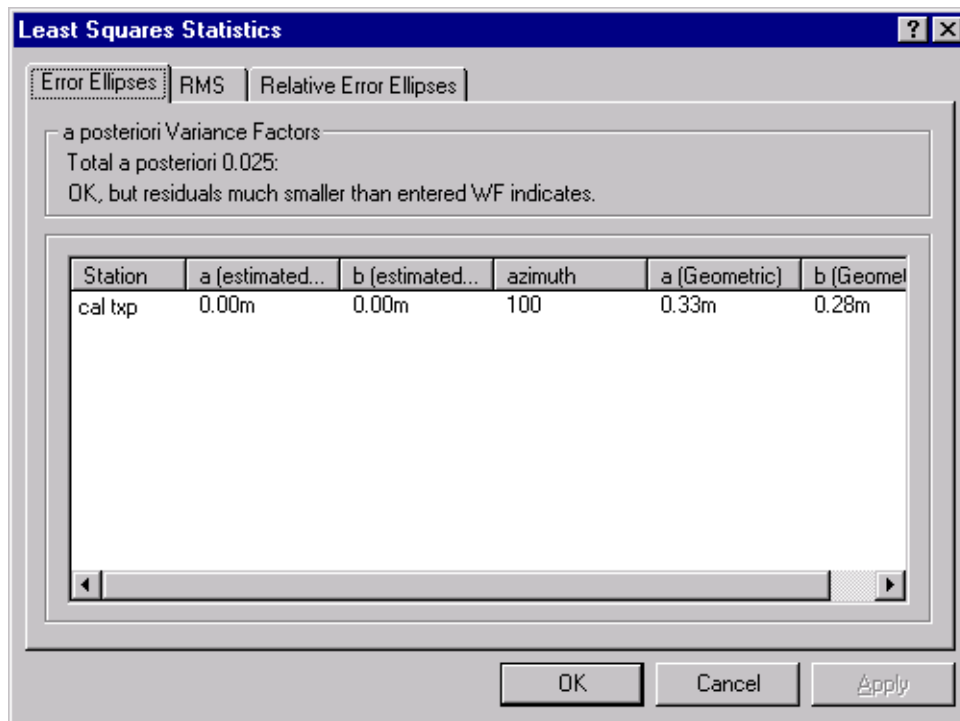 Least Squares Statistics
Error Ellipses RMS Relative Error Ellipses
a posteriori Variance Factors
Total a posteriori 0.025:
OK, but residuals much smaller than entered WF indicates.
Station a (estimated... b (estimated... azimuth a (Geometric) b (Geomet
cal txp 0.00m 0.00m 100 0.33m 0.28m
OK Cancel Apply